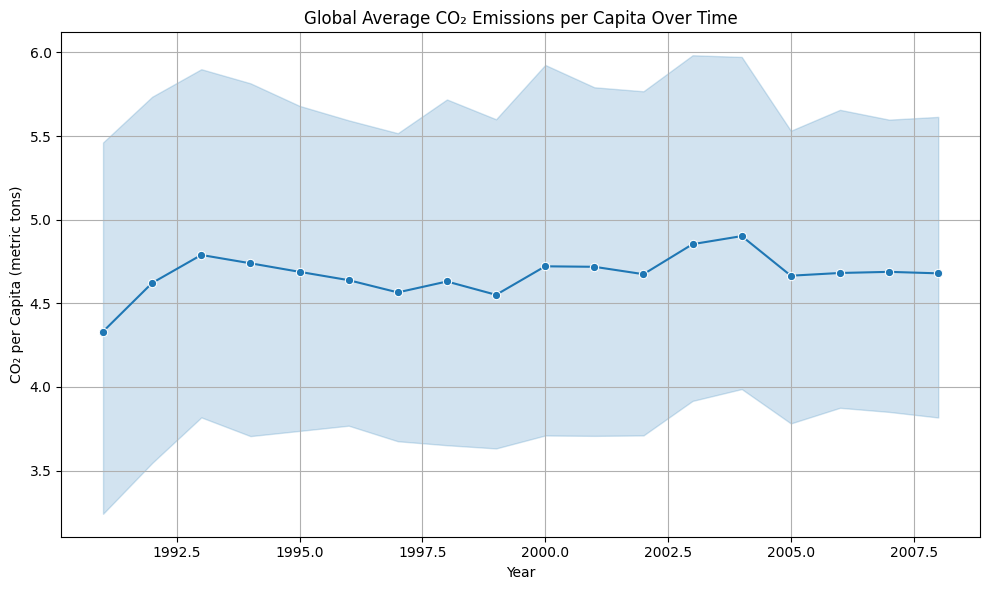 Global Average CO₂ Emissions per Capita Over Time
6.0
5.5
5.0
4.5
4.0
3.5
CO₂ per Capita (metric tons)
1992.5 1995.0 1997.5 2000.0 2002.5 2005.0 2007.5
Year